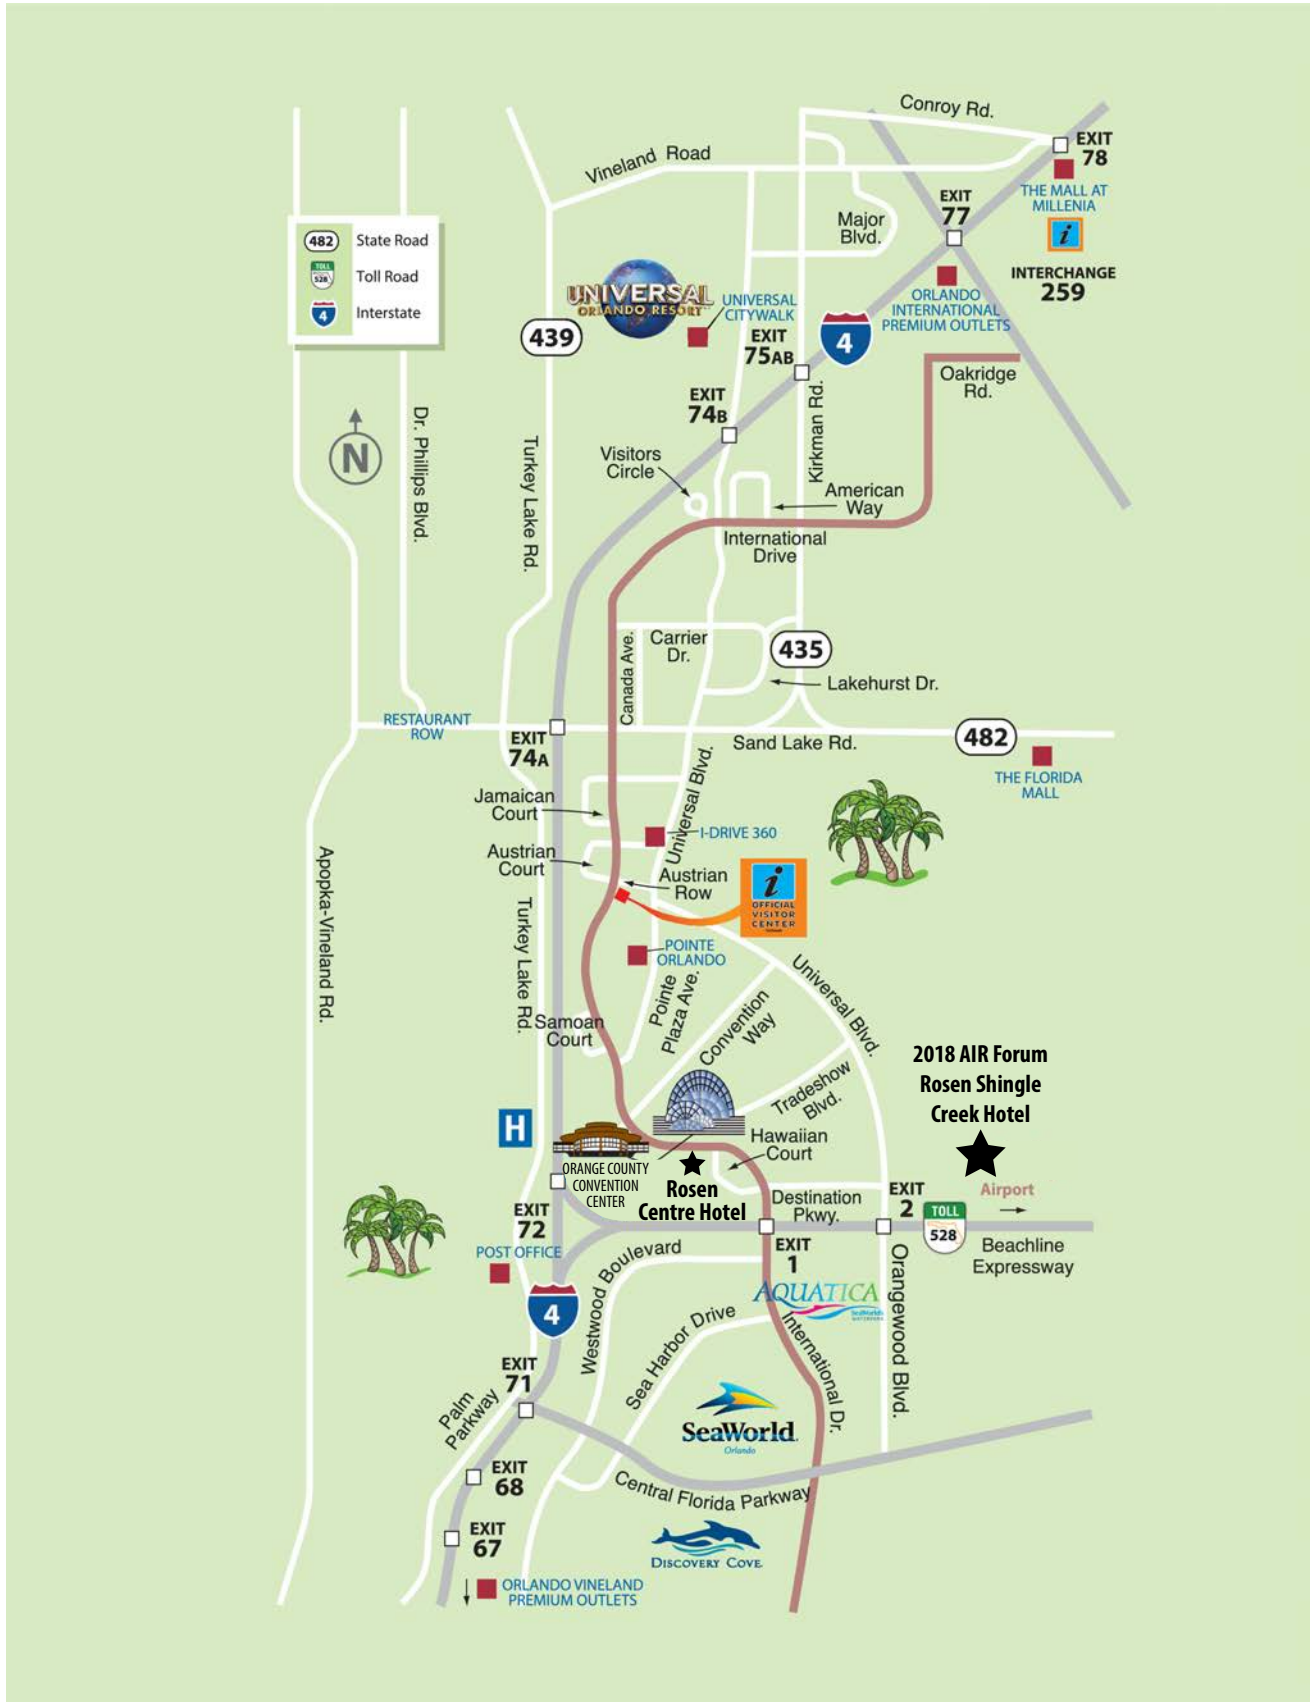 Conroy Rd.
EXIT
78
Vineland Road
THE MALL AT
MILLENIA
EXIT
77
Major
Blvd.
i
482
State Road
TOLL
528
Toll Road
4
Interstate
INTERCHANGE
259
UNIVERSAL
ORLANDO RESORT
UNIVERSAL
CITYWALK
ORLANDO
INTERNATIONAL
PREMIUM OUTLETS
439
EXIT
75AB
4
Oakridge
Rd.
EXIT
74B
Kirkman Rd.
N
Dr. Phillips Blvd.
Turkey Lake Rd.
Visitors
Circle
American
Way
International
Drive
Canada Ave.
Carrier
Dr.
435
Lakehurst Dr.
RESTAURANT
ROW
EXIT
74A
Sand Lake Rd.
482
THE FLORIDA
MALL
Universal Blvd.
Jamaican
Court
I-DRIVE 360
Austrian
Court
Austrian
Row
i
OFFICIAL
VISITOR
CENTER
Apopka-Vineland Rd.
Turkey Lake Rd.
POINTE
ORLANDO
Universal Blvd.
Pointe
Plaza Ave.
Convention
Way
Samoan
Court
2018 AIR Forum
Rosen Shingle
Creek Hotel
Tradeshow
Blvd.
H
Hawaiian
Court
ORANGE COUNTY
CONVENTION
CENTER
Rosen
Centre Hotel
Destination
Pkwy.
EXIT
2
Airport
TOLL
528
EXIT
72
POST OFFICE
EXIT
1
Beachline
Expressway
Westwood Boulevard
Orangewood Blvd.
AQUATICA
SeaWorld's
WATERPARK
4
Sea Harbor Drive
International Dr.
EXIT
71
Palm
Parkway
SeaWorld
Orlando
EXIT
68
Central Florida Parkway
EXIT
67
DISCOVERY COVE
ORLANDO VINELAND
PREMIUM OUTLETS